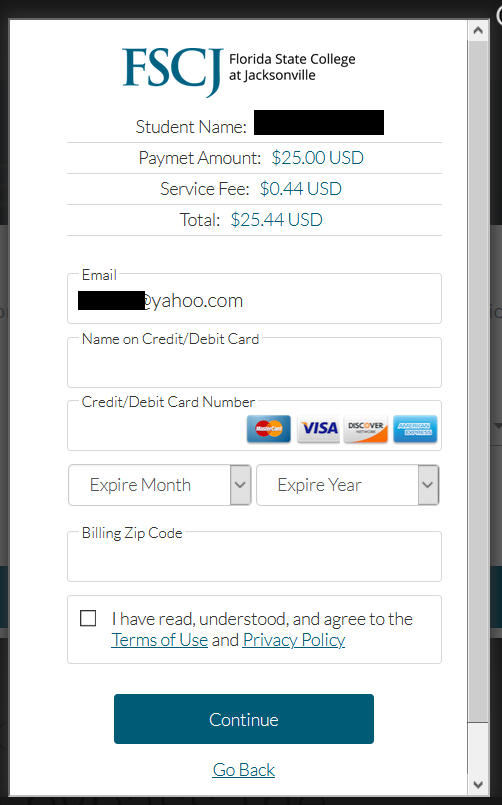 FSCJ Florida State College
at Jacksonville
Student Name:
Paymet Amount: $25.00 USD
Service Fee: $0.44 USD
Total: $25.44 USD
Email
@yahoo.com
Name on Credit/Debit Card
Credit/Debit Card Number
MasterCard VISA DISCOVER NETWORK AMERICAN EXPRESS
Expire Month Expire Year
Billing Zip Code
I have read, understood, and agree to the
Terms of Use and Privacy Policy
Continue
Go Back